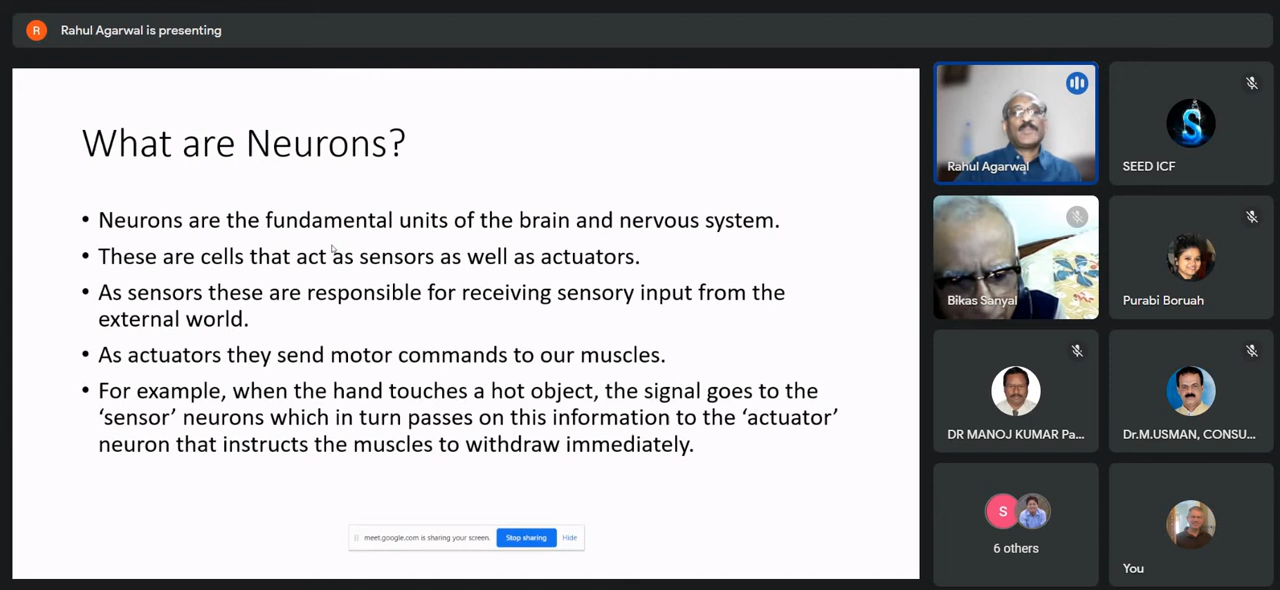 R
Rahul Agarwal is presenting
What are Neurons?
• Neurons are the fundamental units of the brain and nervous system.
• These are cells that act as sensors as well as actuators.
• As sensors these are responsible for receiving sensory input from the
external world.
• As actuators they send motor commands to our muscles.
• For example, when the hand touches a hot object, the signal goes to the
‘sensor’ neurons which in turn passes on this information to the ‘actuator’
neuron that instructs the muscles to withdraw immediately.
meet.google.com is sharing your screen. Stop sharing Hide
Rahul Agarwal
S
SEED ICF
Bikas Sanyal
Purabi Boruah
DR MANOJ KUMAR Pa...
Dr.M.USMAN, CONSU...
S
6 others
You